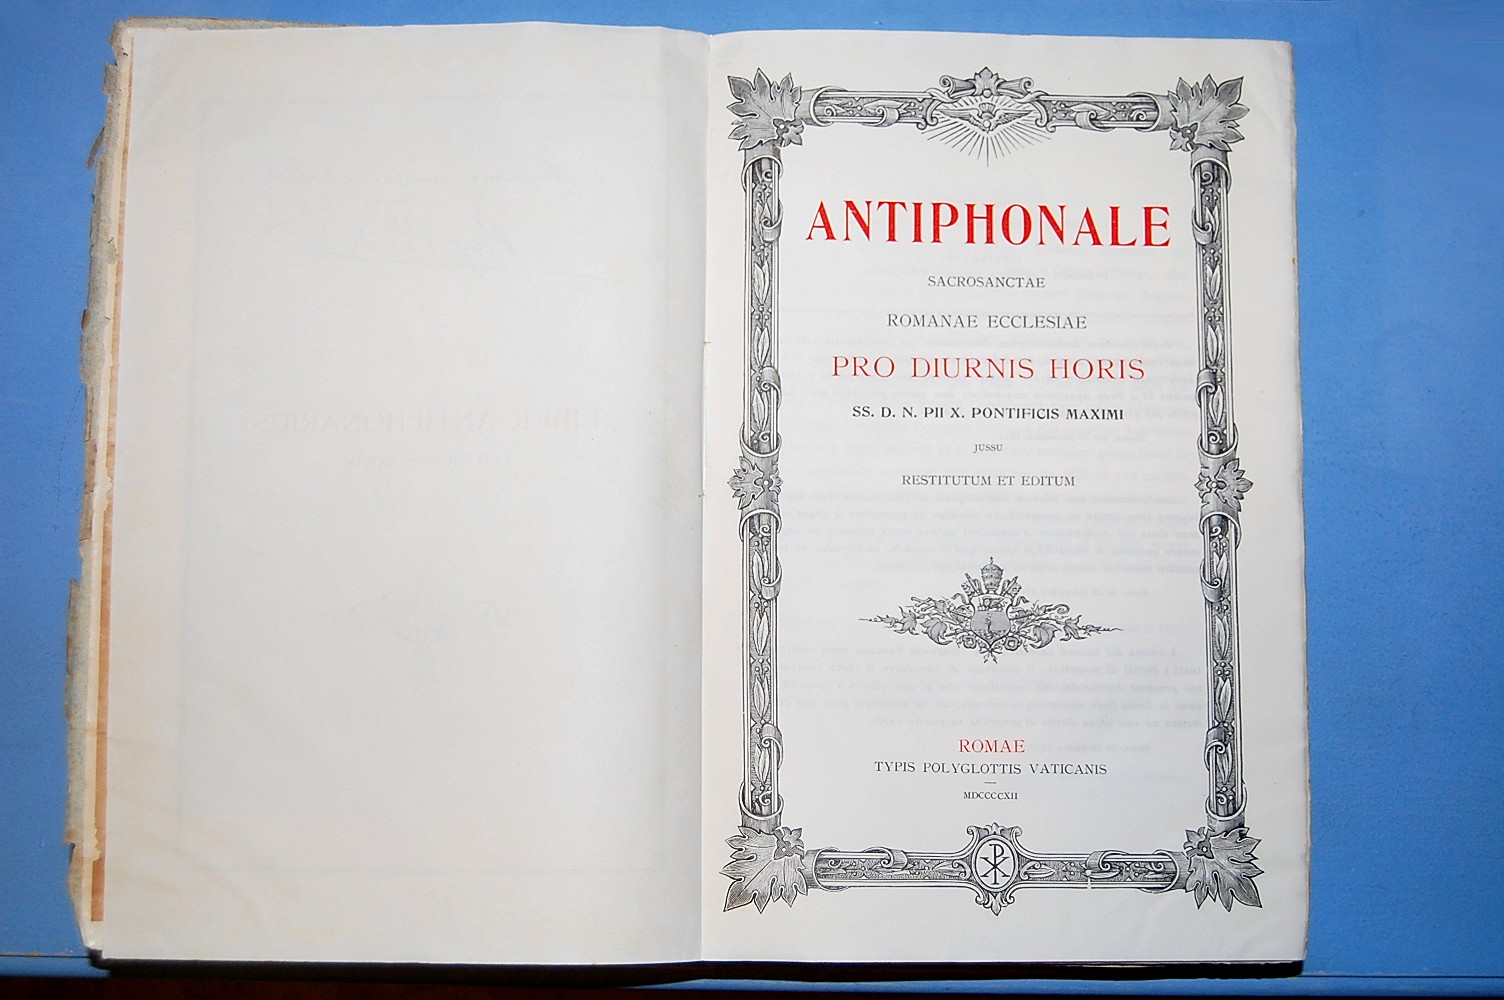 ANTIPHONALE
SACROSANCTAE
ROMANAE ECCLESIAE
PRO DIURNIS HORIS
SS. D. N. PII X. PONTIFICIS MAXIMI
JUSSU
RESTITUTUM ET EDITUM
ROMAE
TYPIS POLYGLOTTIS VATICANIS
MDCCCCXII